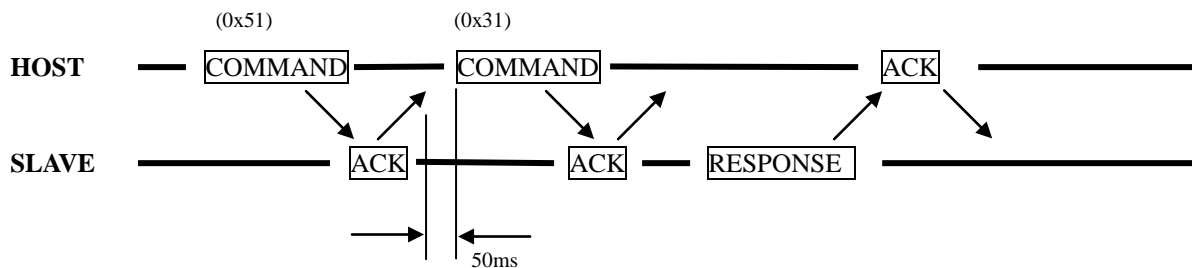 (0x51) (0x31)
HOST COMMAND COMMAND ACK
SLAVE ACK ACK RESPONSE
50ms